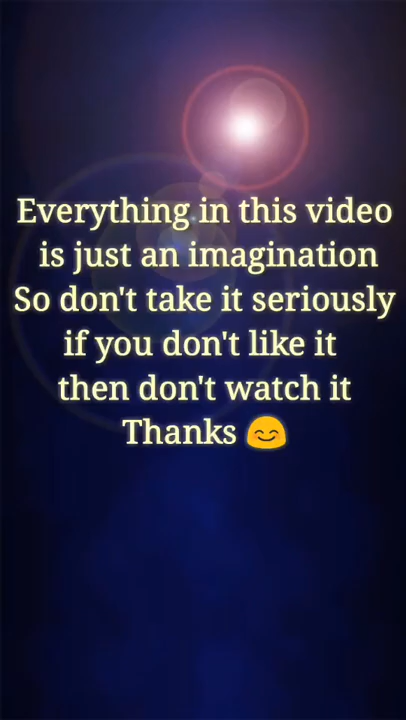 Everything in this video
is just an imagination
So don't take it seriously
if you don't like it
then don't watch it
Thanks 😊